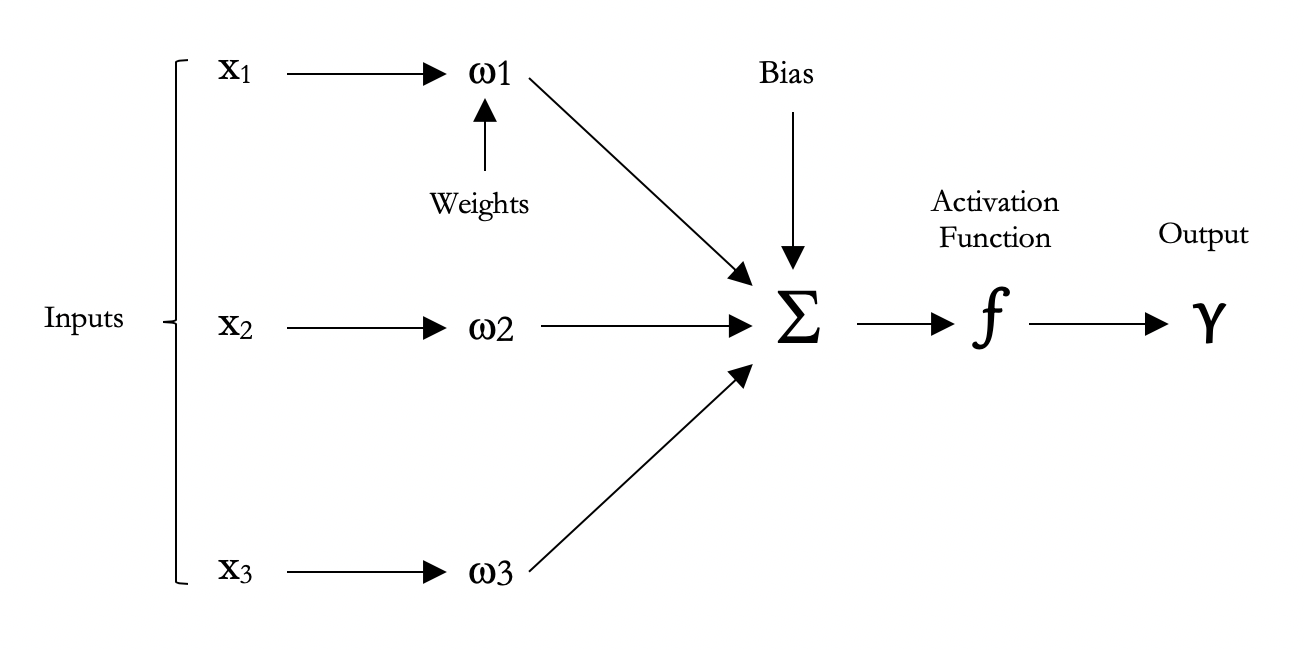 x₁
ω1
Bias
Weights
Activation
Function
Output
Inputs
x₂
ω2
Σ
ƒ
γ
x₃
ω3